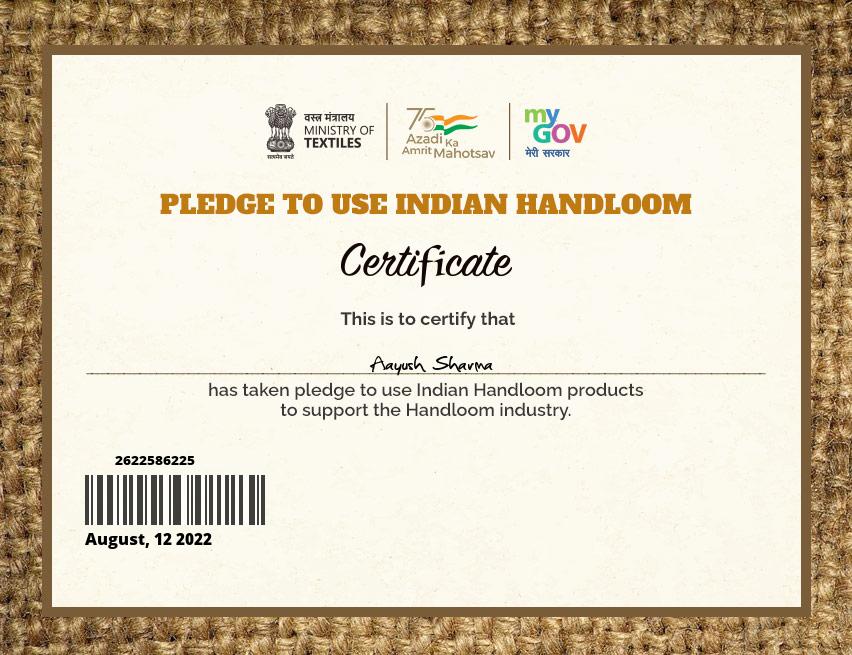 वस्त्र मंत्रालय
MINISTRY OF
TEXTILES
सत्यमेव जयते
75
Azadi Ka
Amrit Mahotsav
my
GOV
मेरी सरकार
PLEDGE TO USE INDIAN HANDLOOM
Certificate
This is to certify that
Aayush Sharma
has taken pledge to use Indian Handloom products
to support the Handloom industry.
2622586225
August, 12 2022